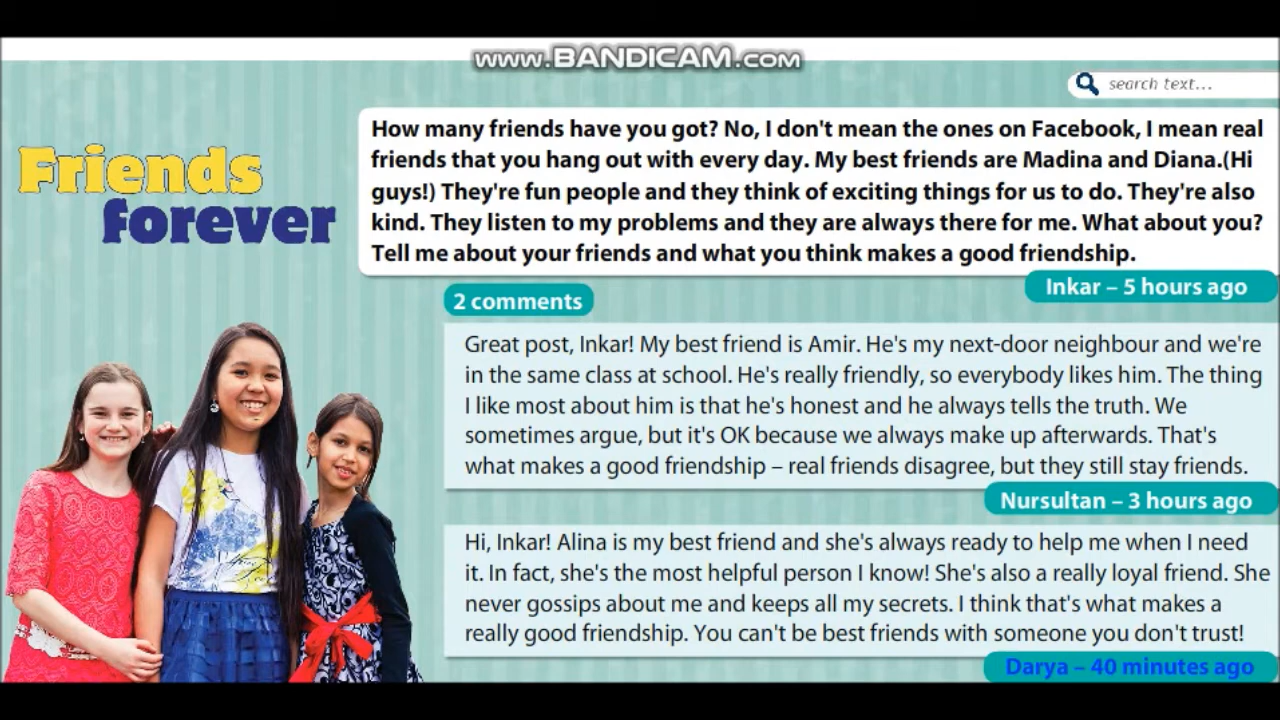 www.BANDICAM.com
search text...
Friends
forever
How many friends have you got? No, I don't mean the ones on Facebook, I mean real
friends that you hang out with every day. My best friends are Madina and Diana.(Hi
guys!) They're fun people and they think of exciting things for us to do. They're also
kind. They listen to my problems and they are always there for me. What about you?
Tell me about your friends and what you think makes a good friendship.
Inkar – 5 hours ago
2 comments
Great post, Inkar! My best friend is Amir. He's my next-door neighbour and we're
in the same class at school. He's really friendly, so everybody likes him. The thing
I like most about him is that he's honest and he always tells the truth. We
sometimes argue, but it's OK because we always make up afterwards. That's
what makes a good friendship – real friends disagree, but they still stay friends.
Nursultan – 3 hours ago
Hi, Inkar! Alina is my best friend and she's always ready to help me when I need
it. In fact, she's the most helpful person I know! She's also a really loyal friend. She
never gossips about me and keeps all my secrets. I think that's what makes a
really good friendship. You can't be best friends with someone you don't trust!
Darya – 40 minutes ago